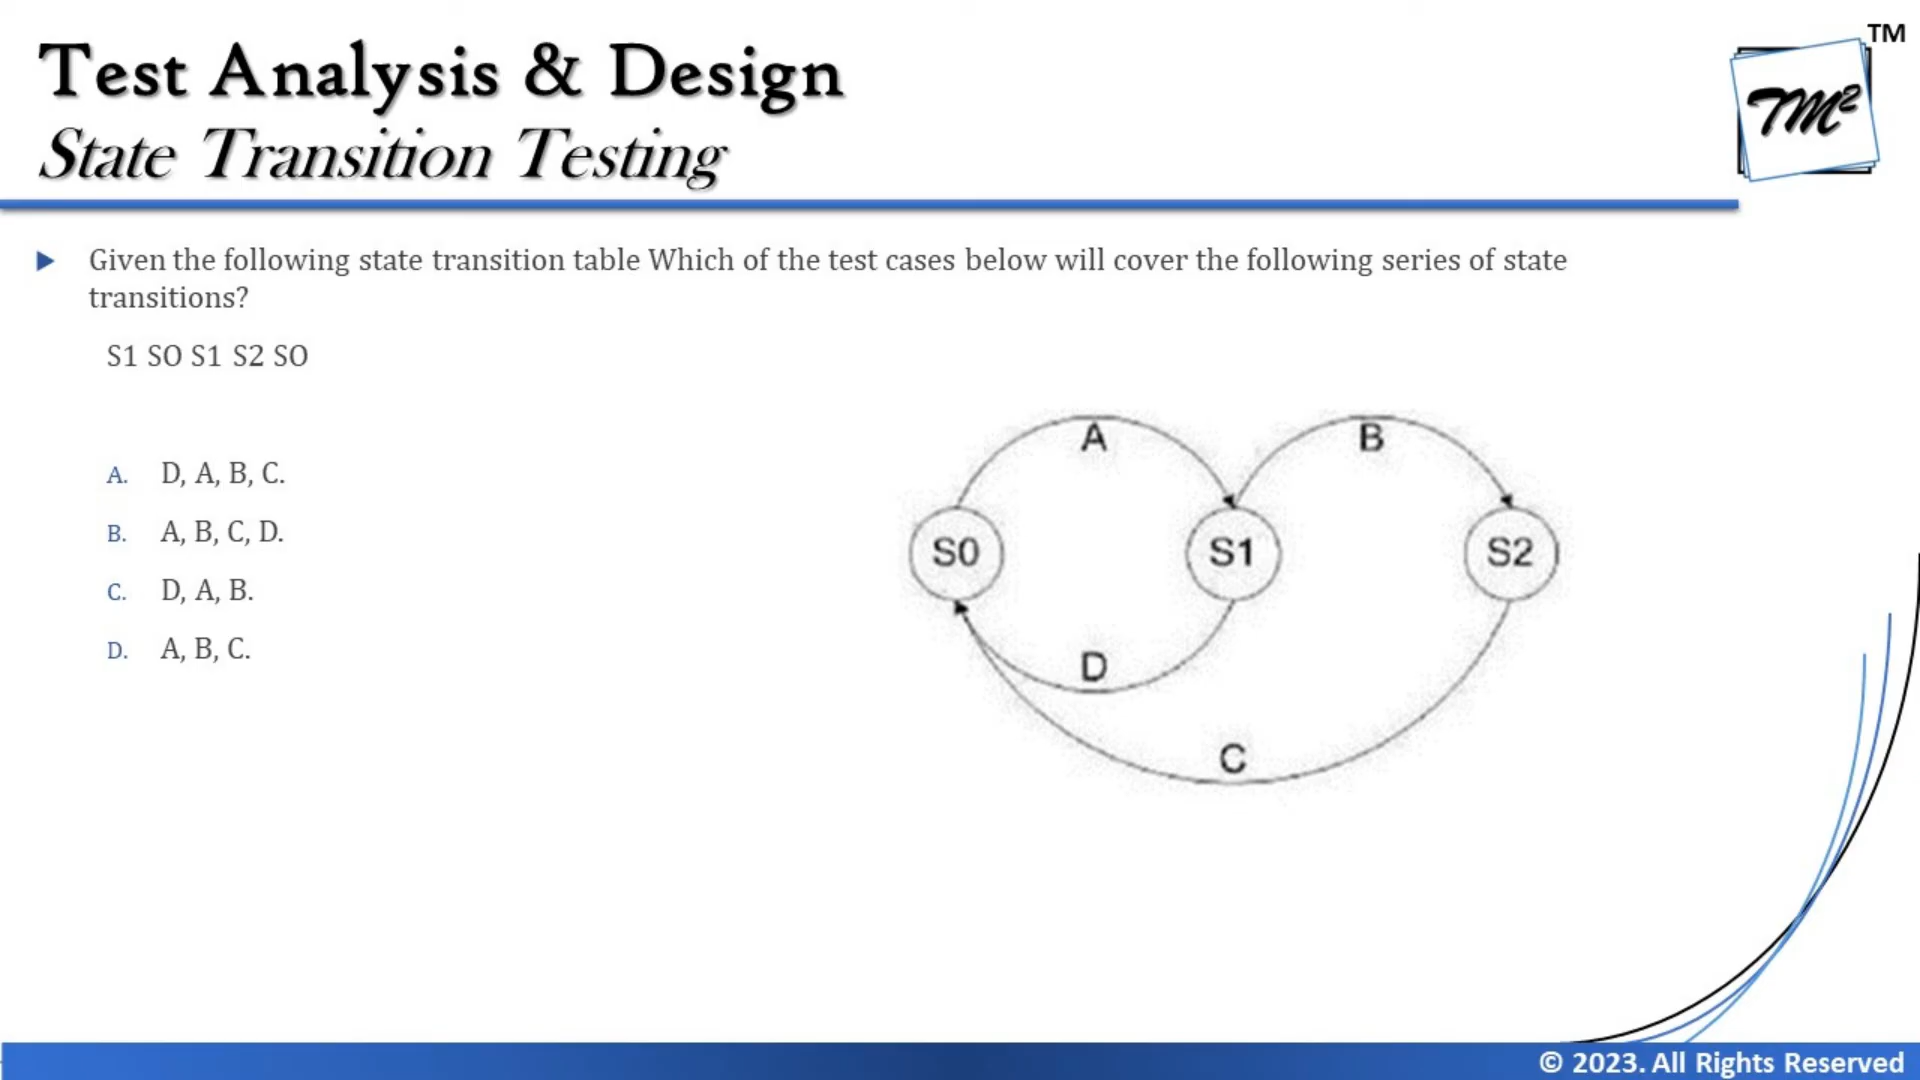 Test Analysis & Design
State Transition Testing
TM
TM²
Given the following state transition table Which of the test cases below will cover the following series of state
transitions?
S1 SO S1 S2 SO
A. D, A, B, C.
B. A, B, C, D.
C. D, A, B.
D. A, B, C.
A
B
S0
S1
S2
D
C
© 2023. All Rights Reserved